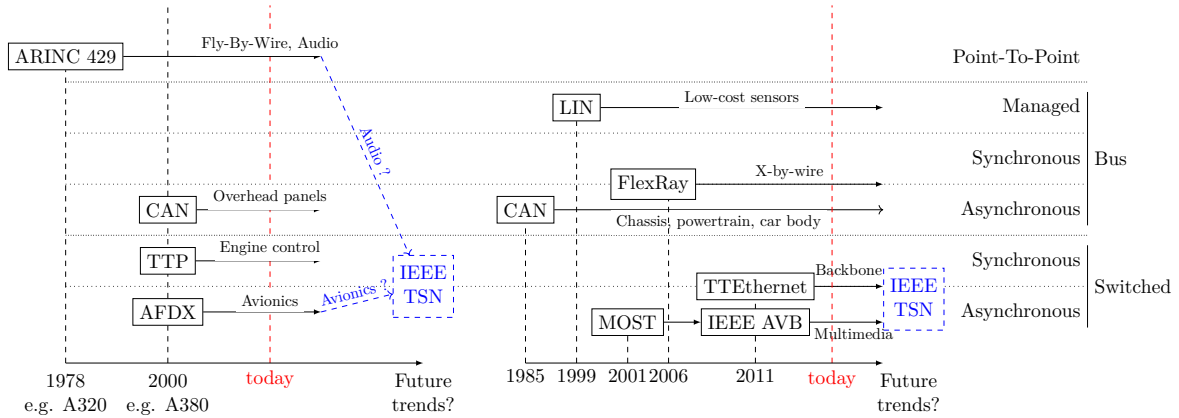 ARINC 429
Fly-By-Wire, Audio
Point-To-Point
LIN
Low-cost sensors
Managed
Audio ?
Synchronous
Bus
FlexRay
X-by-wire
CAN
Overhead panels
CAN
Chassis, powertrain, car body
Asynchronous
TTP
Engine control
Synchronous
IEEE
TSN
Backbone
TTEthernet
IEEE
TSN
Switched
Avionics ?
AFDX
Avionics
MOST
IEEE AVB
Multimedia
Asynchronous
1978
e.g. A320
2000
e.g. A380
today
Future
trends?
1985
1999
2001
2006
2011
today
Future
trends?